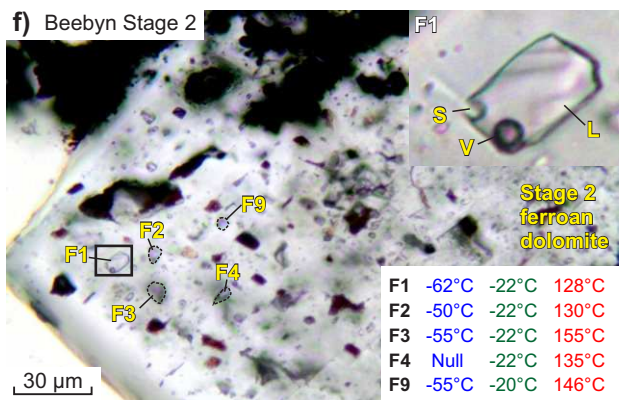 f) Beebyn Stage 2
F1
S
V
L
F9
Stage 2
ferroan
dolomite
F2
F1
F4
F3
F1 -62°C -22°C 128°C
F2 -50°C -22°C 130°C
F3 -55°C -22°C 155°C
F4 Null -22°C 135°C
F9 -55°C -20°C 146°C
30 µm